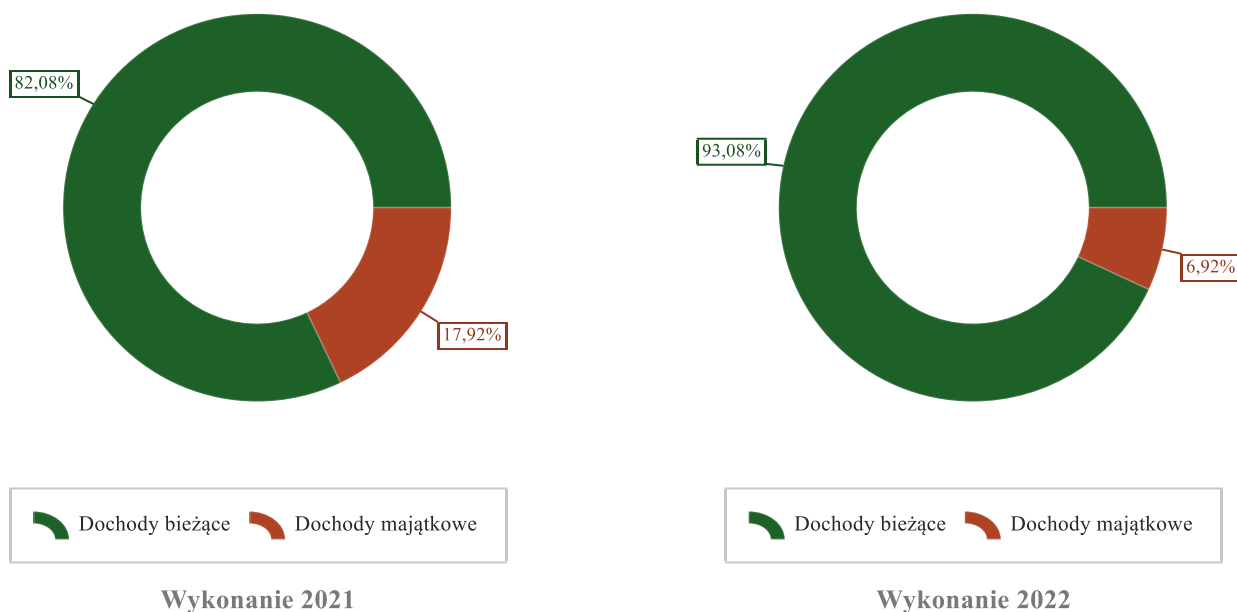 82,08%
17,92%
Dochody bieżące
Dochody majątkowe
Wykonanie 2021
93,08%
6,92%
Dochody bieżące
Dochody majątkowe
Wykonanie 2022